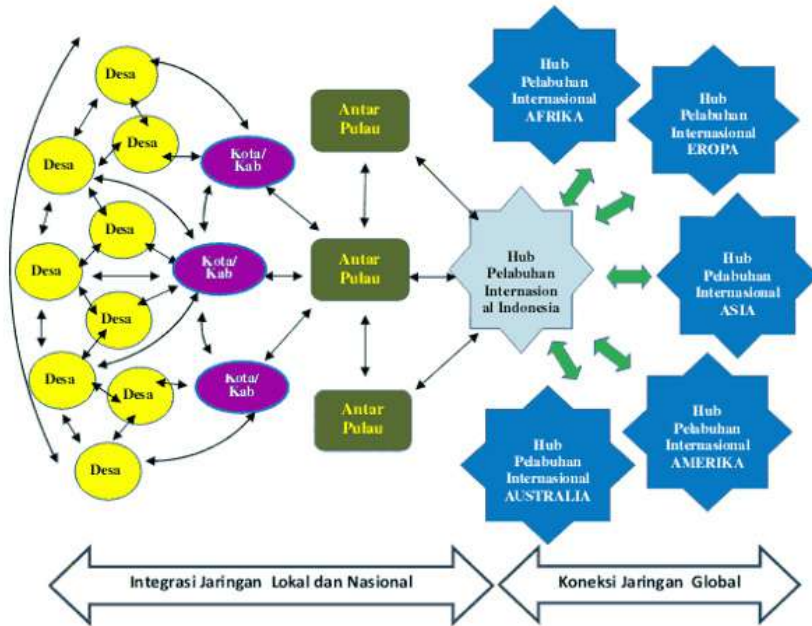 Desa
Desa
Desa
Desa
Desa
Desa
Desa
Desa
Desa
Kota/
Kab
Kota/
Kab
Kota/
Kab
Antar
Pulau
Antar
Pulau
Antar
Pulau
Hub
Pelabuhan
Internasion
al Indonesia
Hub
Pelabuhan
Internasional
AFRIKA
Hub
Pelabuhan
Internasional
EROPA
Hub
Pelabuhan
Internasional
ASIA
Hub
Pelabuhan
Internasional
AMERIKA
Hub
Pelabuhan
Internasional
AUSTRALIA
Integrasi Jaringan Lokal dan Nasional
Koneksi Jaringan Global